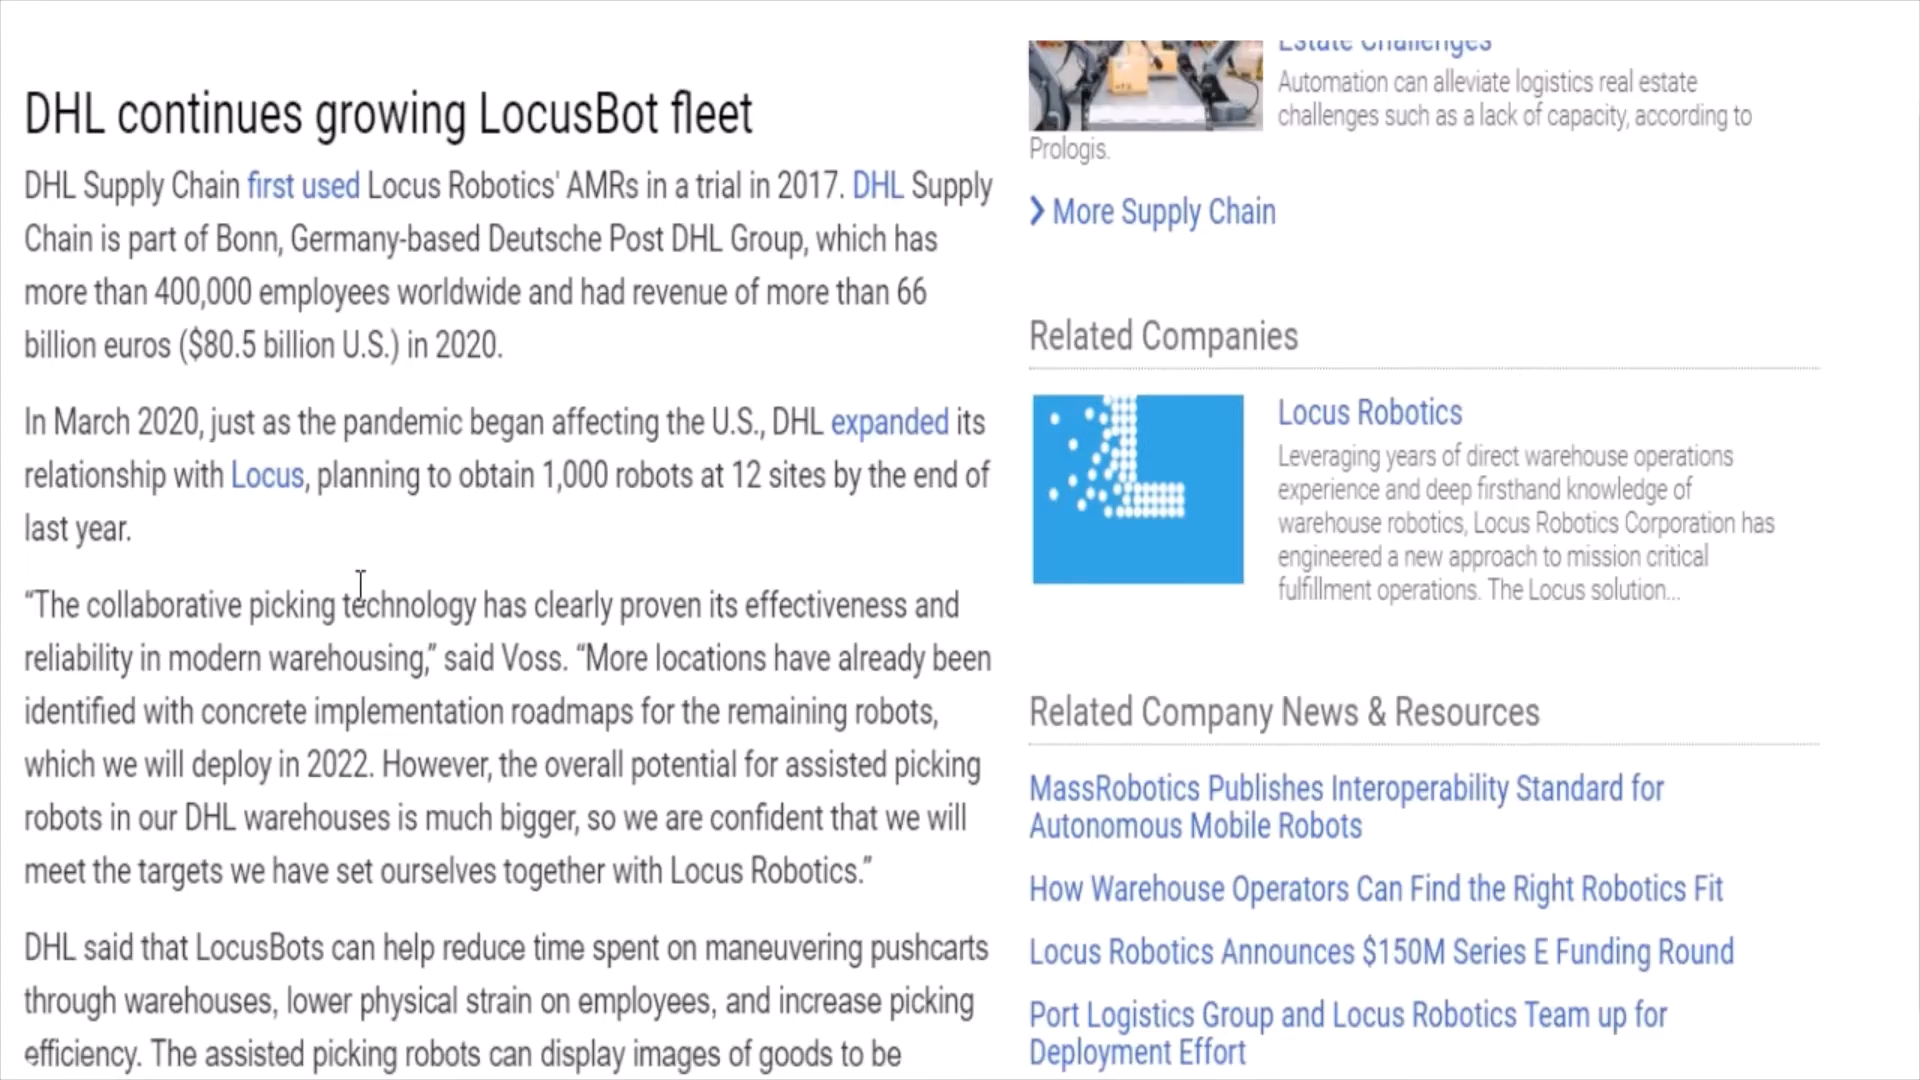 DHL continues growing LocusBot fleet
DHL Supply Chain first used Locus Robotics' AMRs in a trial in 2017. DHL Supply
Chain is part of Bonn, Germany-based Deutsche Post DHL Group, which has
more than 400,000 employees worldwide and had revenue of more than 66
billion euros ($80.5 billion U.S.) in 2020.
In March 2020, just as the pandemic began affecting the U.S., DHL expanded its
relationship with Locus, planning to obtain 1,000 robots at 12 sites by the end of
last year.
“The collaborative picking technology has clearly proven its effectiveness and
reliability in modern warehousing,” said Voss. “More locations have already been
identified with concrete implementation roadmaps for the remaining robots,
which we will deploy in 2022. However, the overall potential for assisted picking
robots in our DHL warehouses is much bigger, so we are confident that we will
meet the targets we have set ourselves together with Locus Robotics.”
DHL said that LocusBots can help reduce time spent on maneuvering pushcarts
through warehouses, lower physical strain on employees, and increase picking
efficiency. The assisted picking robots can display images of goods to be
Estate Challenges
Automation can alleviate logistics real estate
challenges such as a lack of capacity, according to
Prologis.
More Supply Chain
Related Companies
Locus Robotics
Leveraging years of direct warehouse operations
experience and deep firsthand knowledge of
warehouse robotics, Locus Robotics Corporation has
engineered a new approach to mission critical
fulfillment operations. The Locus solution...
Related Company News & Resources
MassRobotics Publishes Interoperability Standard for
Autonomous Mobile Robots
How Warehouse Operators Can Find the Right Robotics Fit
Locus Robotics Announces $150M Series E Funding Round
Port Logistics Group and Locus Robotics Team up for
Deployment Effort